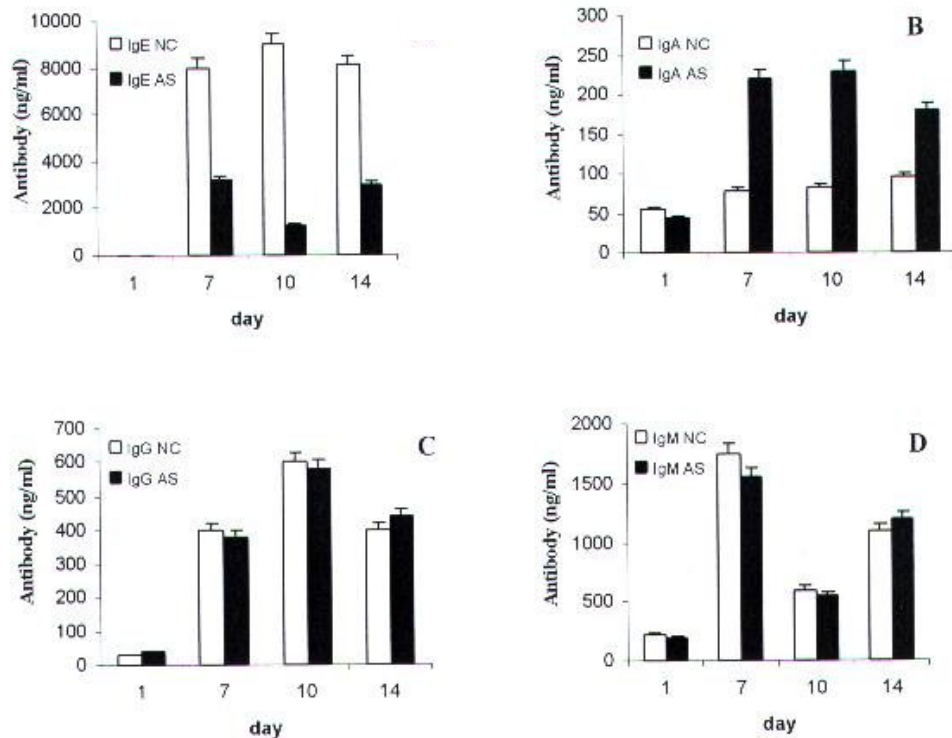 10000
8000
6000
4000
2000
0
Antibody (ng/ml)
IgE NC
IgE AS
1 7 10 14
day
B
300
250
200
150
100
50
0
Antibody (ng/ml)
IgA NC
IgA AS
1 7 10 14
day
C
700
600
500
400
300
200
100
0
Antibody (ng/ml)
IgG NC
IgG AS
1 7 10 14
day
D
2000
1500
1000
500
0
Antibody (ng/ml)
IgM NC
IgM AS
1 7 10 14
day